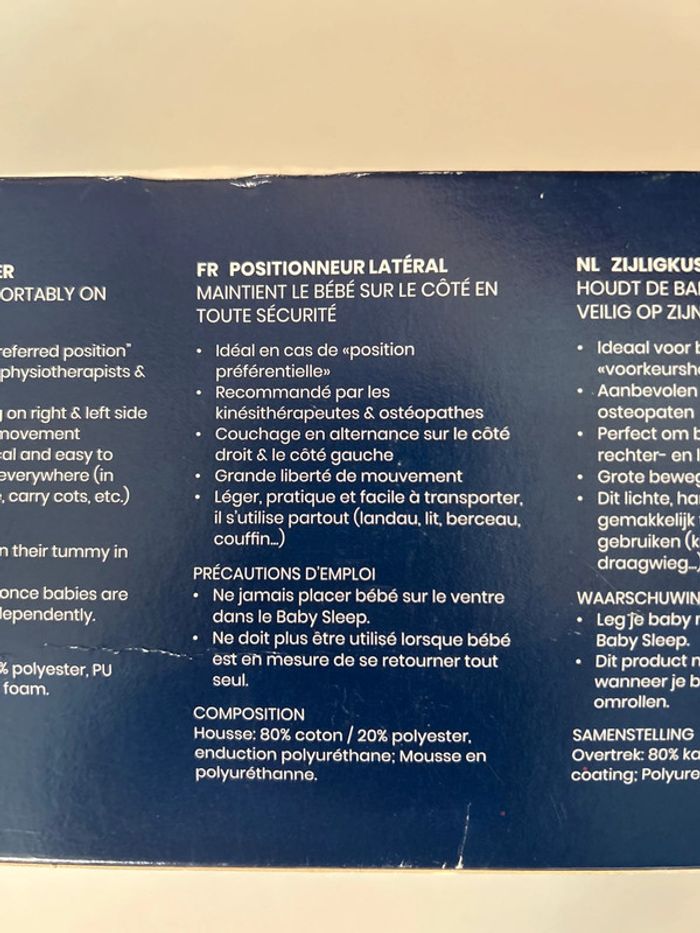 ER
ORTABLY ON
referred position”
physiotherapists &
on right & left side
movement
al and easy to
everywhere (in
, carry cots, etc.)
n their tummy in
once babies are
dependently.
% polyester, PU
foam.
FR POSITIONNEUR LATÉRAL
MAINTIENT LE BÉBÉ SUR LE CÔTÉ EN
TOUTE SÉCURITÉ
• Idéal en cas de «position
préférentielle»
• Recommandé par les
kinésithérapeutes & ostéopathes
• Couchage en alternance sur le côté
droit & le côté gauche
• Grande liberté de mouvement
• Léger, pratique et facile à transporter,
il s'utilise partout (landau, lit, berceau,
couffin...)
PRÉCAUTIONS D'EMPLOI
• Ne jamais placer bébé sur le ventre
dans le Baby Sleep.
• Ne doit plus être utilisé lorsque bébé
est en mesure de se retourner tout
seul.
COMPOSITION
Housse: 80% coton / 20% polyester,
enduction polyuréthane; Mousse en
polyuréthanne.
NL ZIJLIGKUS
HOUDT DE BA
VEILIG OP ZIJN
• Ideaal voor b
«voorkeursho
• Aanbevolen
osteopaten
• Perfect om b
rechter- en l
• Grote beweg
• Dit lichte, ha
gemakkelijk
gebruiken (k
draagwieg...)
WAARSCHUWIN
• Leg je baby n
Baby Sleep.
• Dit product m
wanneer je b
omrollen.
SAMENSTELLING
Overtrek: 80% ka
coating; Polyure